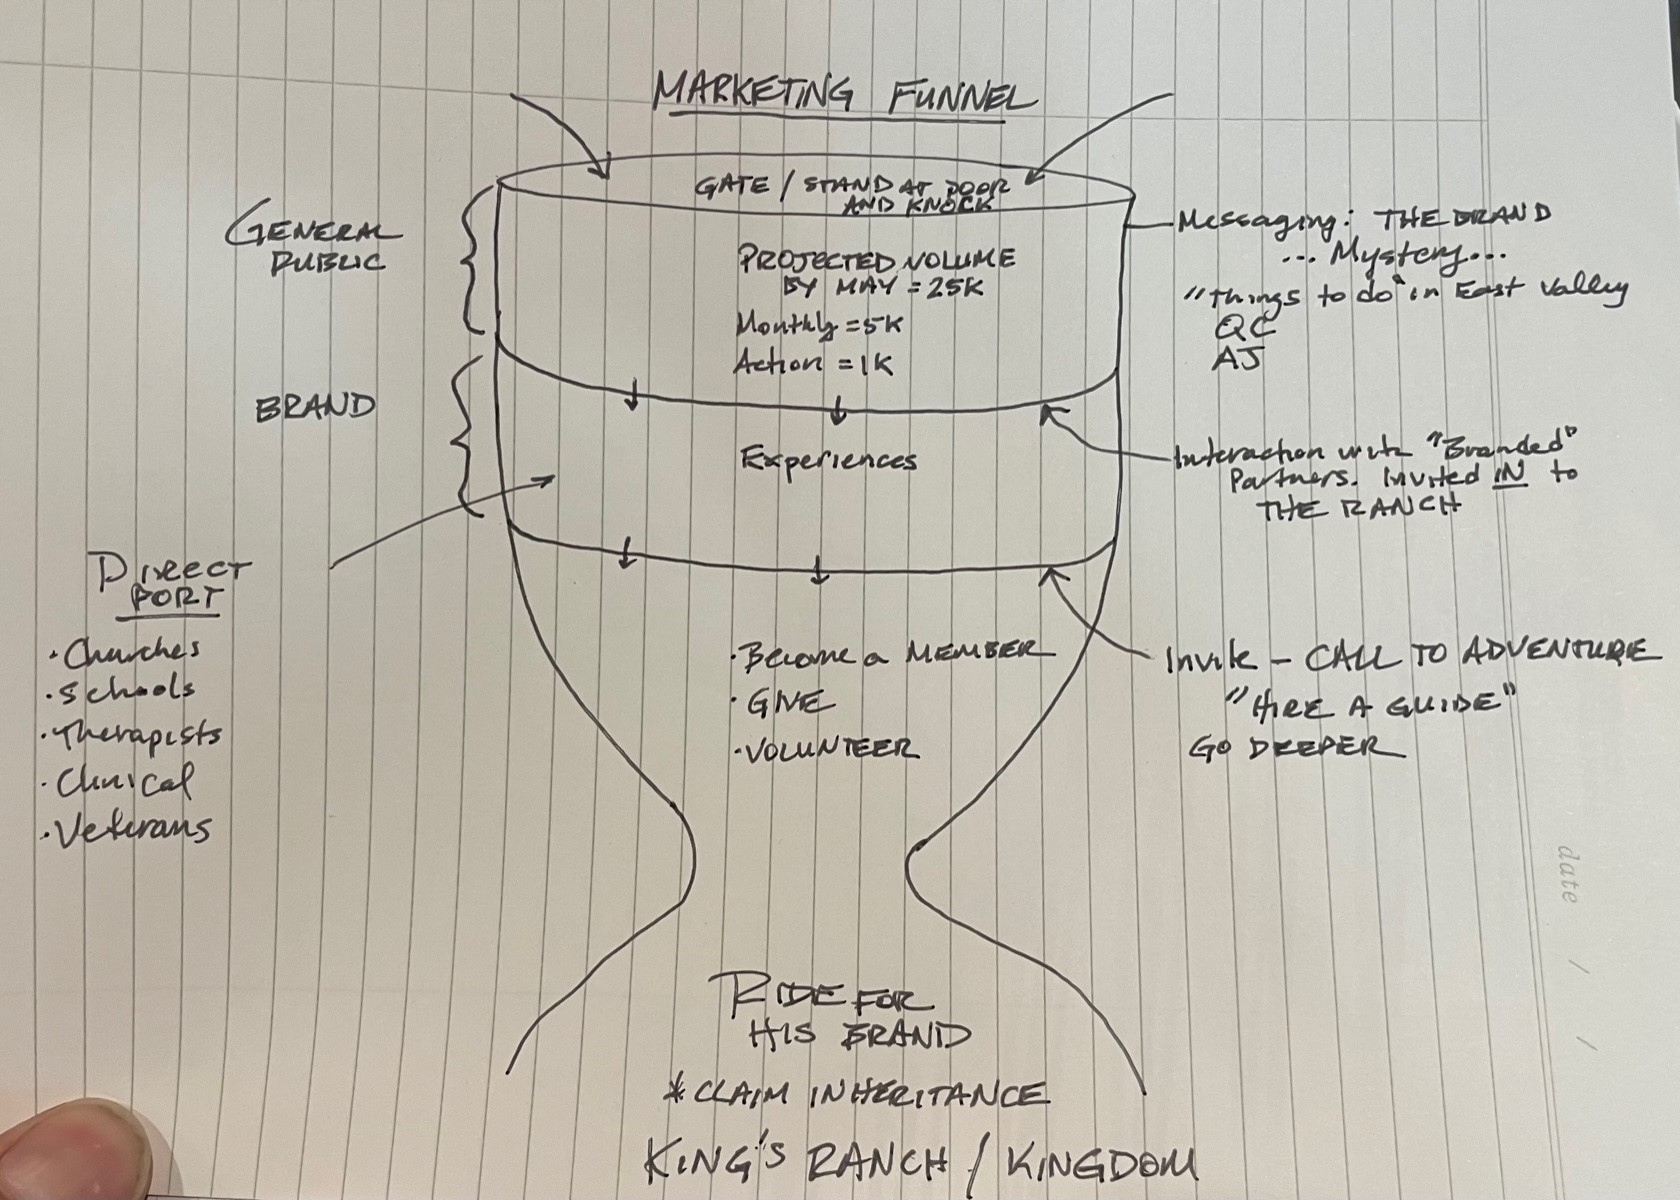 MARKETING FUNNEL
GATE / STAND AT DOOR
AND KNOCK
GENERAL
PUBLIC
PROJECTED VOLUME
BY MAY = 25K
Monthly = 5K
Action = 1K
Messaging: THE BRAND
... Mystery...
"Things to do" in East Valley
QC
AJ
BRAND
Experiences
Interaction with "Branded"
Partners. Invited IN to
THE RANCH
DIRECT
PORT
· Churches
· Schools
· Therapists
· Clinical
· Veterans
· Become a MEMBER
· GIVE
· VOLUNTEER
Invite - CALL TO ADVENTURE
"HIRE A GUIDE"
GO DEEPER
RIDE FOR
HIS BRAND
* CLAIM INHERITANCE
KING'S RANCH / KINGDOM
date / /